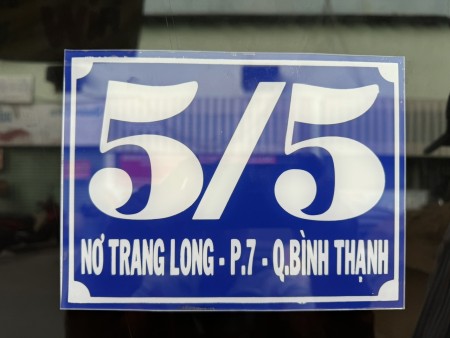 5/5
NƠ TRANG LONG - P.7 - Q.BÌNH THẠNH